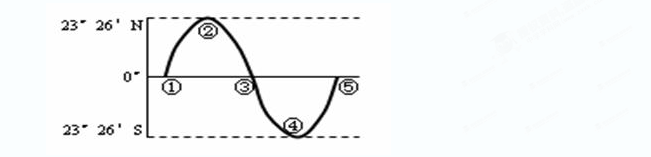 23° 26′ N
②
0°
① ③ ⑤
④
23° 26′ S